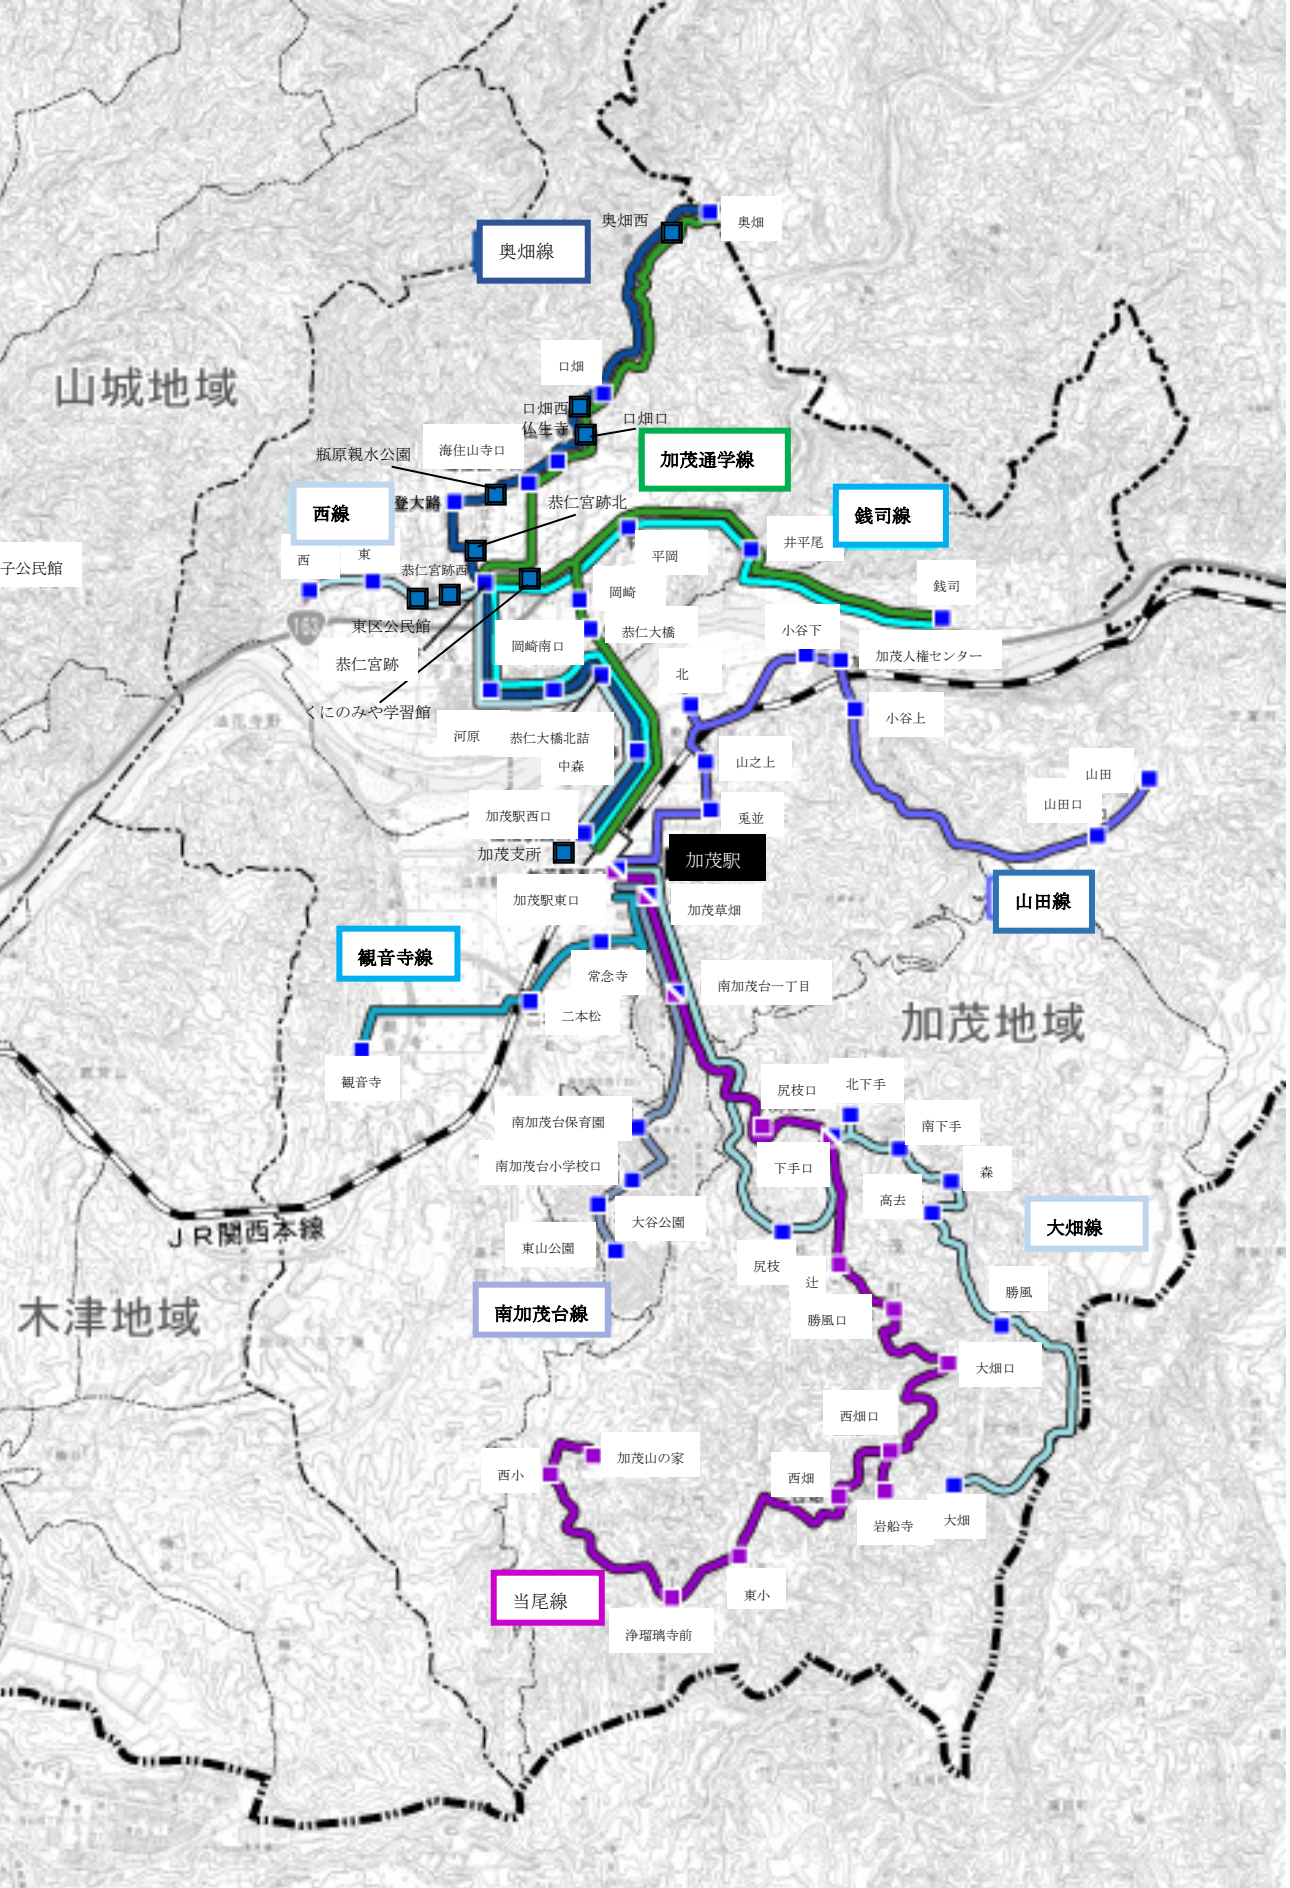 奥畑西
奥畑
奥畑線
口畑
山城地域
口畑西
仏生寺
口畑口
海住山寺口
瓶原親水公園
加茂通学線
登大路
恭仁宮跡北
西線
銭司線
井平尾
平岡
西
東
子公民館
恭仁宮跡西
岡崎
銭司
163
東区公民館
恭仁大橋
小谷下
岡崎南口
加茂人権センター
恭仁宮跡
北
くにのみや学習館
小谷上
河原
恭仁大橋北詰
中森
山之上
山田
山田口
加茂駅西口
兎並
加茂支所
加茂駅
加茂駅東口
加茂草畑
山田線
観音寺線
常念寺
南加茂台一丁目
二本松
加茂地域
観音寺
尻枝口
北下手
南加茂台保育園
南下手
南加茂台小学校口
下手口
森
高去
大谷公園
JR関西本線
東山公園
大畑線
尻枝
辻
勝風
南加茂台線
木津地域
勝風口
大畑口
西畑口
加茂山の家
西小
西畑
岩船寺
大畑
当尾線
東小
浄瑠璃寺前